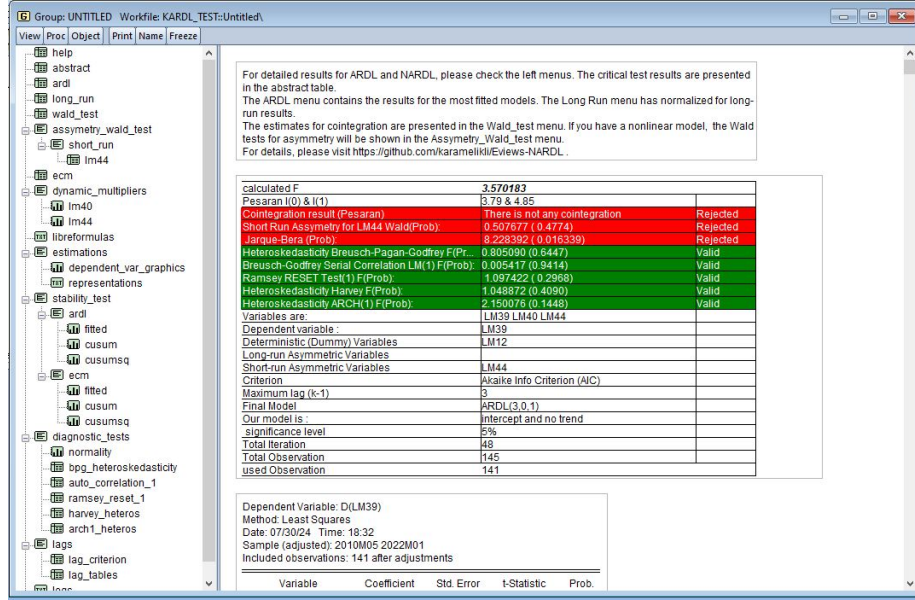 Group: UNTITLED Workfile: KARDL_TEST::Untitled\
View Proc Object Print Name Freeze
help
abstract
ardl
long_run
wald_test
assymetry_wald_test
short_run
lm44
ecm
dynamic_multipliers
lm40
lm44
libreformulas
estimations
dependent_var_graphics
representations
stability_test
ardl
fitted
cusum
cusumsq
ecm
fitted
cusum
cusumsq
diagnostic_tests
normality
bpg_heteroskedasticity
auto_correlation_1
ramsey_reset_1
harvey_heteros
arch1_heteros
lags
lag_criterion
lag_tables
For detailed results for ARDL and NARDL, please check the left menus. The critical test results are presented
in the abstract table.
The ARDL menu contains the results for the most fitted models. The Long Run menu has normalized for long-
run results.
The estimates for cointegration are presented in the Wald_test menu. If you have a nonlinear model, the Wald
tests for asymmetry will be shown in the Assymetry_Wald_test menu.
For details, please visit https://github.com/karamelikli/Eviews-NARDL .
calculated F 3.570183
Pesaran I(0) & I(1) 3.79 & 4.85
Cointegration result (Pesaran) There is not any cointegration Rejected
Short Run Assymetry for LM44 Wald(Prob): 0.507677 ( 0.4774) Rejected
Jarque-Bera (Prob): 8.228392 ( 0.016339) Rejected
Heteroskedasticity Breusch-Pagan-Godfrey F(Pr... 0.805090 (0.6447) Valid
Breusch-Godfrey Serial Correlation LM(1) F(Prob): 0.005417 (0.9414) Valid
Ramsey RESET Test(1) F(Prob): 1.097422 ( 0.2968) Valid
Heteroskedasticity Harvey F(Prob): 1.048872 (0.4090) Valid
Heteroskedasticity ARCH(1) F(Prob): 2.150076 (0.1448) Valid
Variables are: LM39 LM40 LM44
Dependent variable : LM39
Deterministic (Dummy) Variables LM12
Long-run Asymmetric Variables
Short-run Asymmetric Variables LM44
Criterion Akaike Info Criterion (AIC)
Maximum lag (k-1) 3
Final Model ARDL(3,0,1)
Our model is : intercept and no trend
significance level 5%
Total Iteration 48
Total Observation 145
used Observation 141
Dependent Variable: D(LM39)
Method: Least Squares
Date: 07/30/24 Time: 18:32
Sample (adjusted): 2010M05 2022M01
Included observations: 141 after adjustments
Variable Coefficient Std. Error t-Statistic Prob.